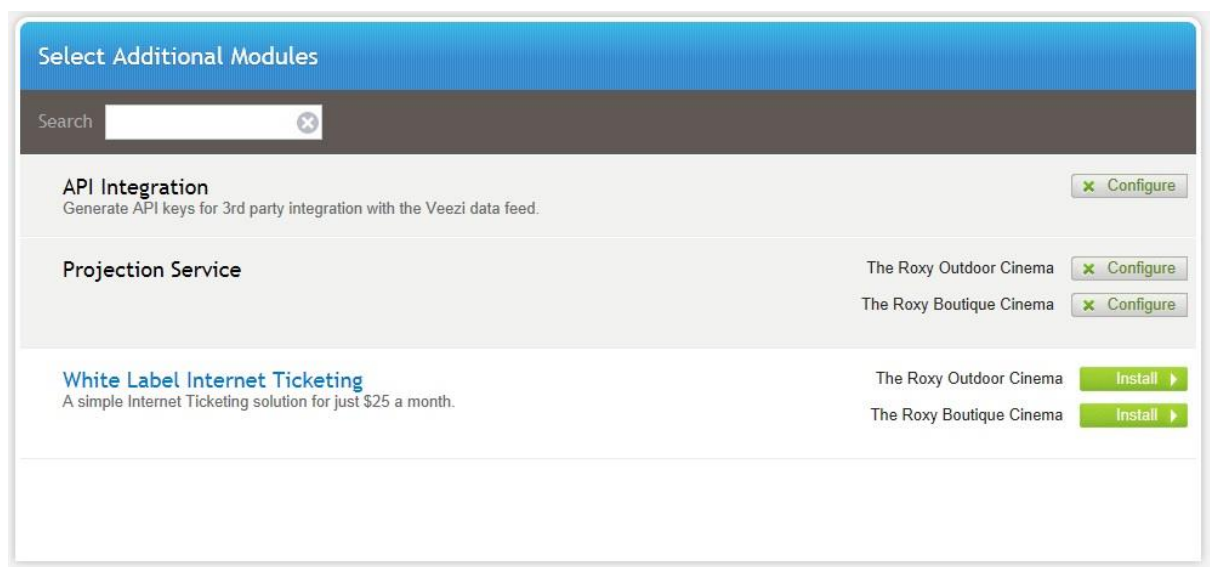 Select Additional Modules
Search
API Integration
Configure
Generate API keys for 3rd party integration with the Veezi data feed.
Projection Service
The Roxy Outdoor Cinema Configure
The Roxy Boutique Cinema Configure
White Label Internet Ticketing
The Roxy Outdoor Cinema Install
A simple Internet Ticketing solution for just $25 a month.
The Roxy Boutique Cinema Install